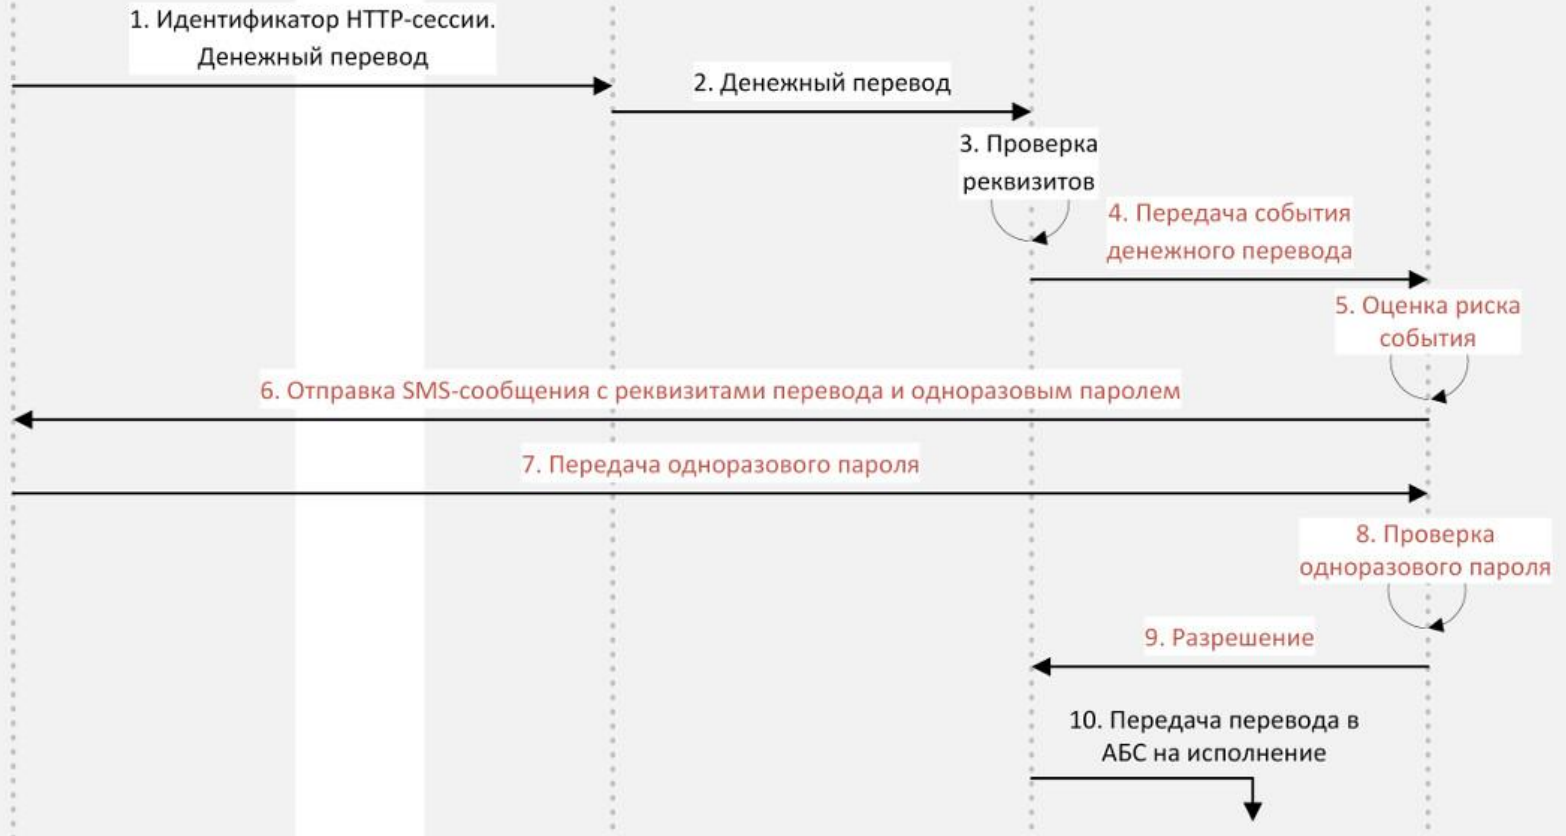 1. Идентификатор HTTP-сессии.
Денежный перевод
2. Денежный перевод
3. Проверка
реквизитов
4. Передача события
денежного перевода
5. Оценка риска
события
6. Отправка SMS-сообщения с реквизитами перевода и одноразовым паролем
7. Передача одноразового пароля
8. Проверка
одноразового пароля
9. Разрешение
10. Передача перевода в
АБС на исполнение